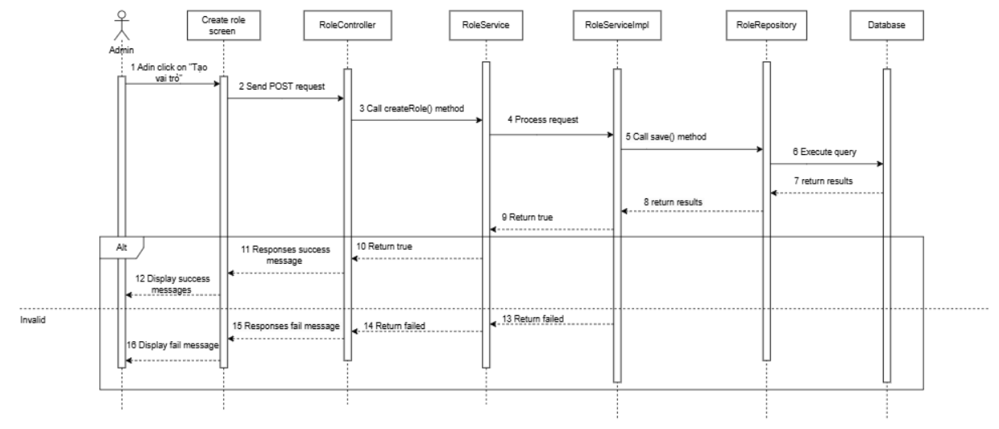 Create role
screen
RoleController
RoleService
RoleServiceImpl
RoleRepository
Database
Admin
1 Adin click on "Tạo
vai trò"
2 Send POST request
3 Call createRole() method
4 Process request
5 Call save() method
6 Execute query
7 return results
8 return results
9 Return true
Alt
10 Return true
11 Responses success
message
12 Display success
messages
Invalid
13 Return failed
14 Return failed
15 Responses fail message
16 Display fail message